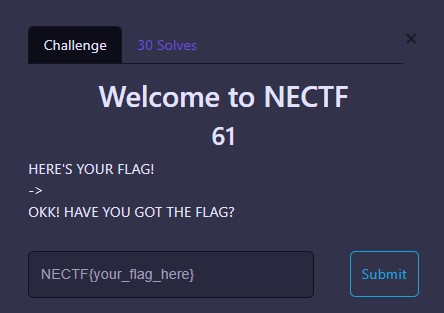 Challenge
30 Solves
×
Welcome to NECTF
61
HERE'S YOUR FLAG!
->
OKK! HAVE YOU GOT THE FLAG?
NECTF{your_flag_here}
Submit